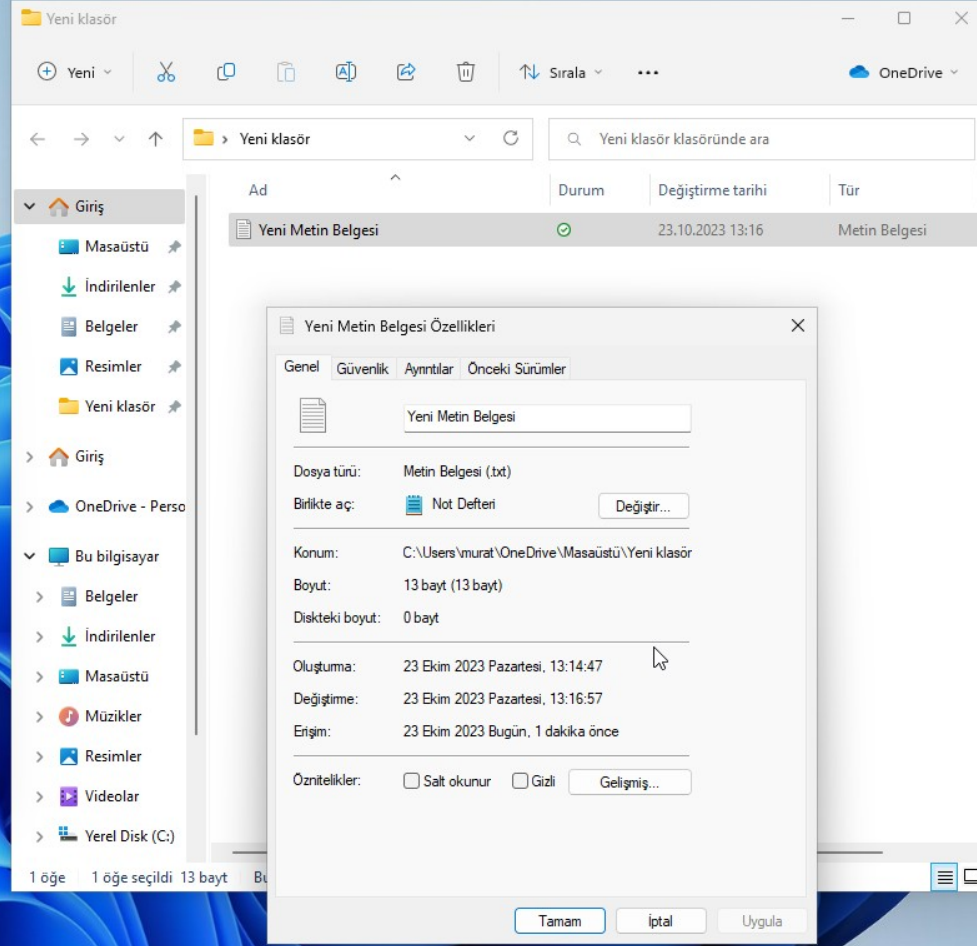 Yeni klasör
Yeni
Sırala
OneDrive
Yeni klasör
Yeni klasör klasöründe ara
Ad Durum Değiştirme tarihi Tür
Yeni Metin Belgesi 23.10.2023 13:16 Metin Belgesi
Giriş
Masaüstü
İndirilenler
Belgeler
Resimler
Yeni klasör
Giriş
OneDrive - Perso
Bu bilgisayar
Belgeler
İndirilenler
Masaüstü
Müzikler
Resimler
Videolar
Yerel Disk (C:)
1 öğe 1 öğe seçildi 13 bayt Bu
Yeni Metin Belgesi Özellikleri
Genel Güvenlik Ayrıntılar Önceki Sürümler
Yeni Metin Belgesi
Dosya türü: Metin Belgesi (.txt)
Birlikte aç: Not Defteri Değiştir...
Konum: C:\Users\murat\OneDrive\Masaüstü\Yeni klasör
Boyut: 13 bayt (13 bayt)
Diskteki boyut: 0 bayt
Oluşturma: 23 Ekim 2023 Pazartesi, 13:14:47
Değiştirme: 23 Ekim 2023 Pazartesi, 13:16:57
Erişim: 23 Ekim 2023 Bugün, 1 dakika önce
Öznitelikler: Salt okunur Gizli Gelişmiş...
Tamam İptal Uygula